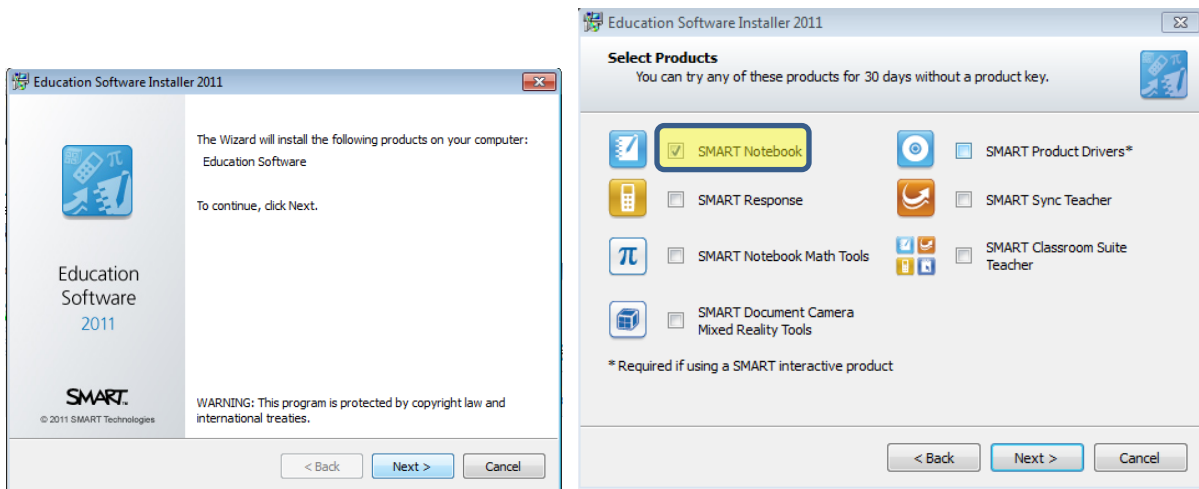 Education Software Installer 2011
The Wizard will install the following products on your computer:
Education Software
To continue, click Next.
Education
Software
2011
SMART™
© 2011 SMART Technologies
WARNING: This program is protected by copyright law and
international treaties.
< Back
Next >
Cancel
Education Software Installer 2011
Select Products
You can try any of these products for 30 days without a product key.
SMART Notebook
SMART Product Drivers*
SMART Response
SMART Sync Teacher
SMART Notebook Math Tools
SMART Classroom Suite
Teacher
SMART Document Camera
Mixed Reality Tools
* Required if using a SMART interactive product
< Back
Next >
Cancel